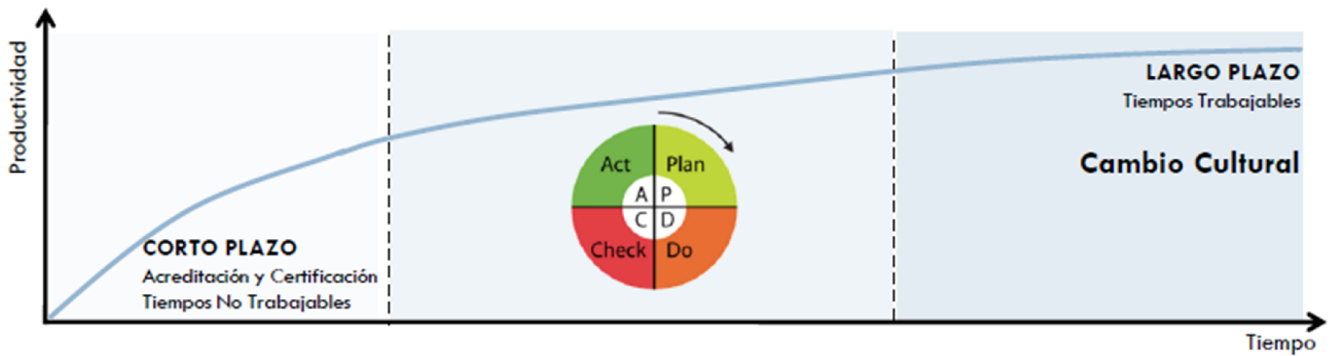 Productividad
CORTO PLAZO
Acreditación y Certificación
Tiempos No Trabajables
Act
Plan
A
P
C
D
Check
Do
LARGO PLAZO
Tiempos Trabajables
Cambio Cultural
Tiempo